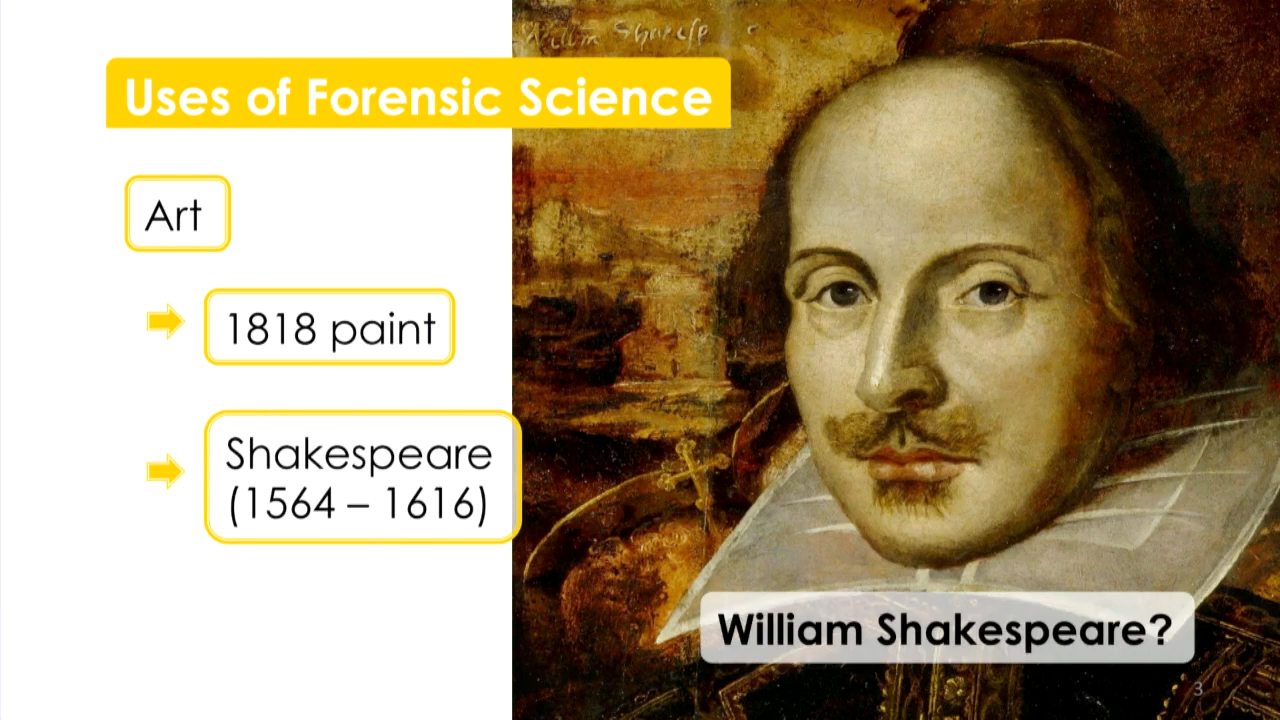 Uses of Forensic Science
Art
1818 paint
Shakespeare
(1564 – 1616)
William Shakespeare?
3